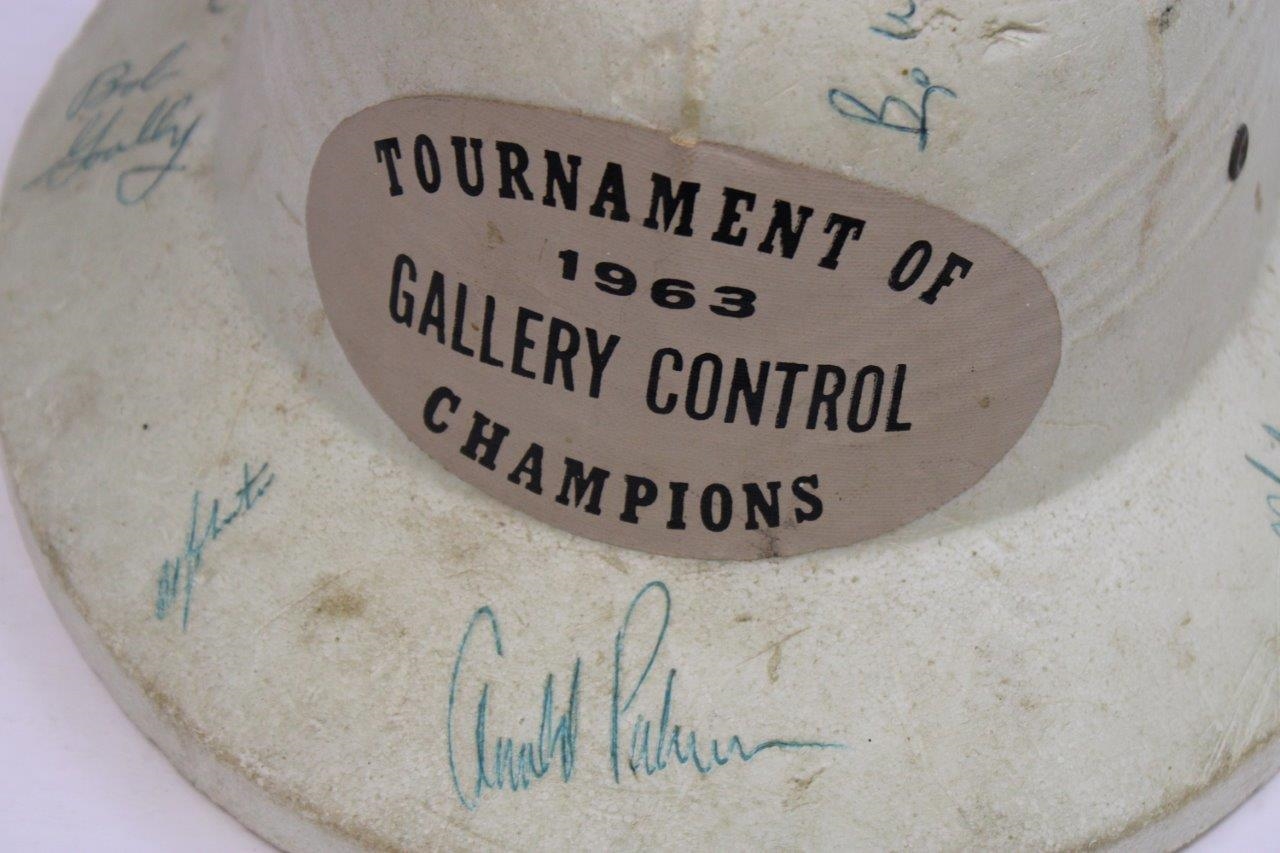 Bob
Goalby
TOURNAMENT OF
1963
GALLERY CONTROL
CHAMPIONS
Arnold Palmer